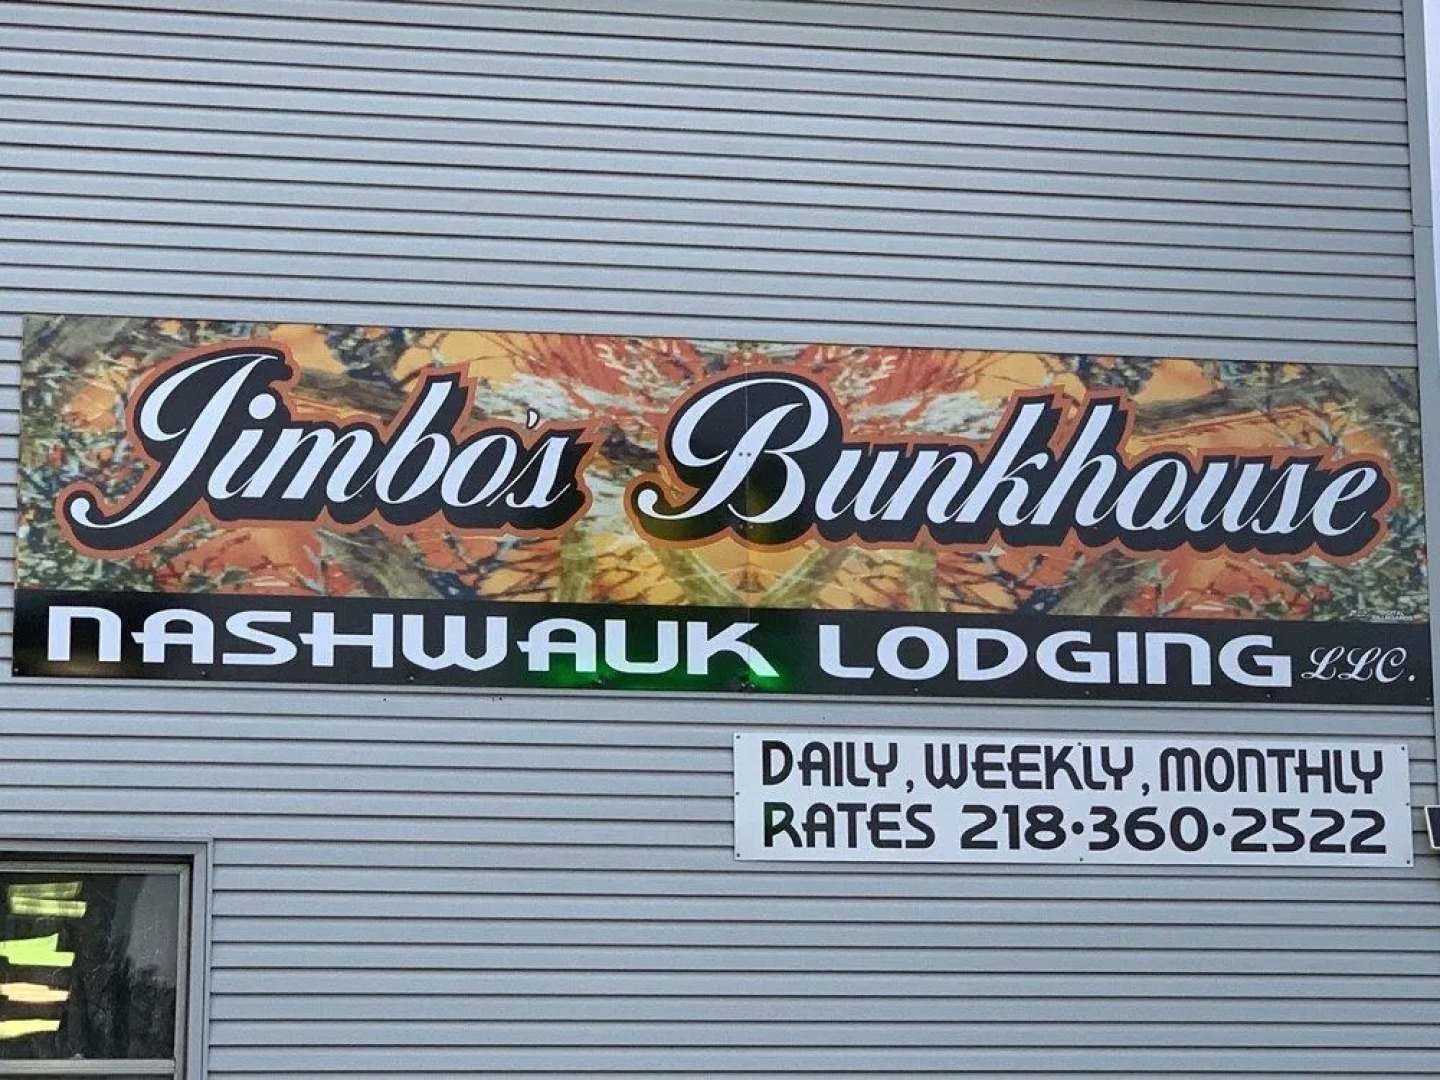 Jimbo's Bunkhouse
NASHWAUK LODGING LLC.
DAILY, WEEKLY, MONTHLY
RATES 218•360•2522